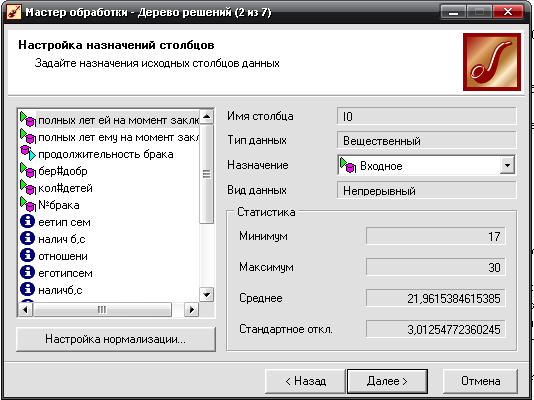 Мастер обработки - Дерево решений (2 из 7)
Настройка назначений столбцов
Задайте назначения исходных столбцов данных
полных лет ей на момент заклю
полных лет ему на момент закл
продолжительность брака
бер#добр
кол#детей
№брака
еетип сем
налич б,с
отношени
еготипсем
наличб,с
Настройка нормализации...
Имя столбца I0
Тип данных Вещественный
Назначение Входное
Вид данных Непрерывный
Статистика
Минимум 17
Максимум 30
Среднее 21,9615384615385
Стандартное откл. 3,01254772360245
< Назад Далее > Отмена